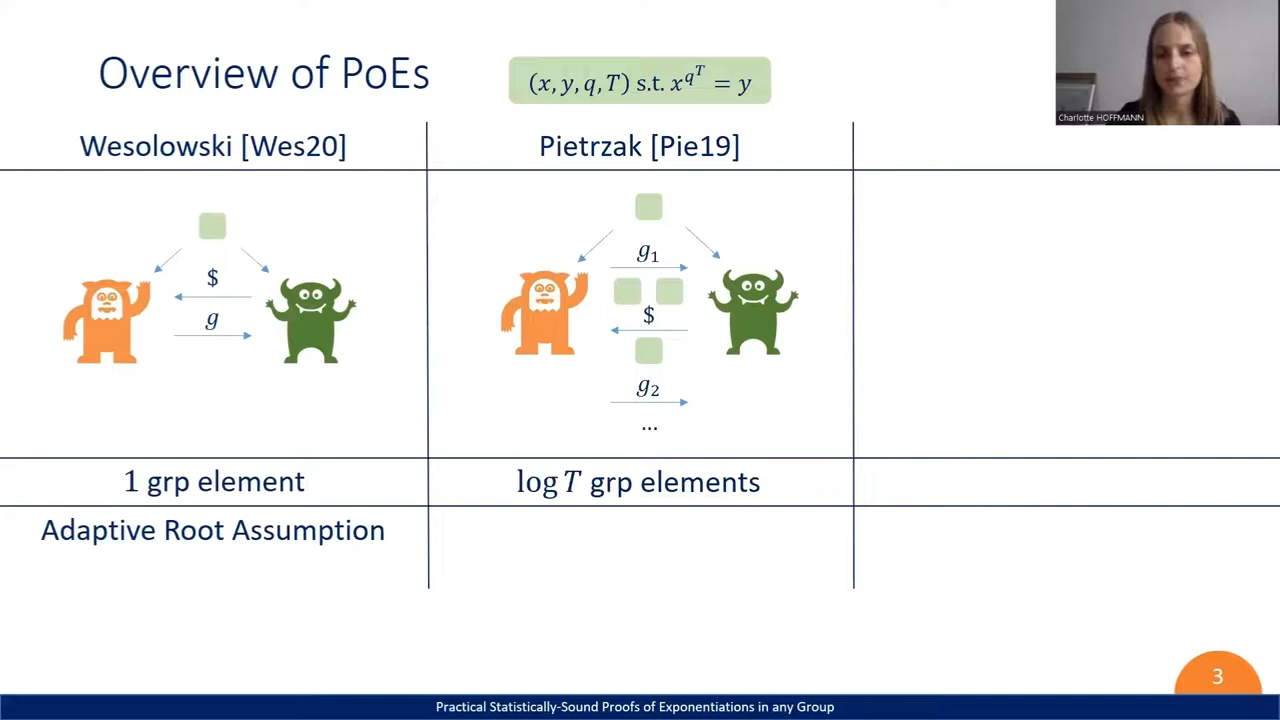 Overview of PoEs
(x, y, q, T) s.t. x^{q^T} = y
Charlotte HOFFMANN
Wesolowski [Wes20]
Pietrzak [Pie19]
$
g
g₁
$
g₂
...
1 grp element
log T grp elements
Adaptive Root Assumption
3
Practical Statistically-Sound Proofs of Exponentiations in any Group